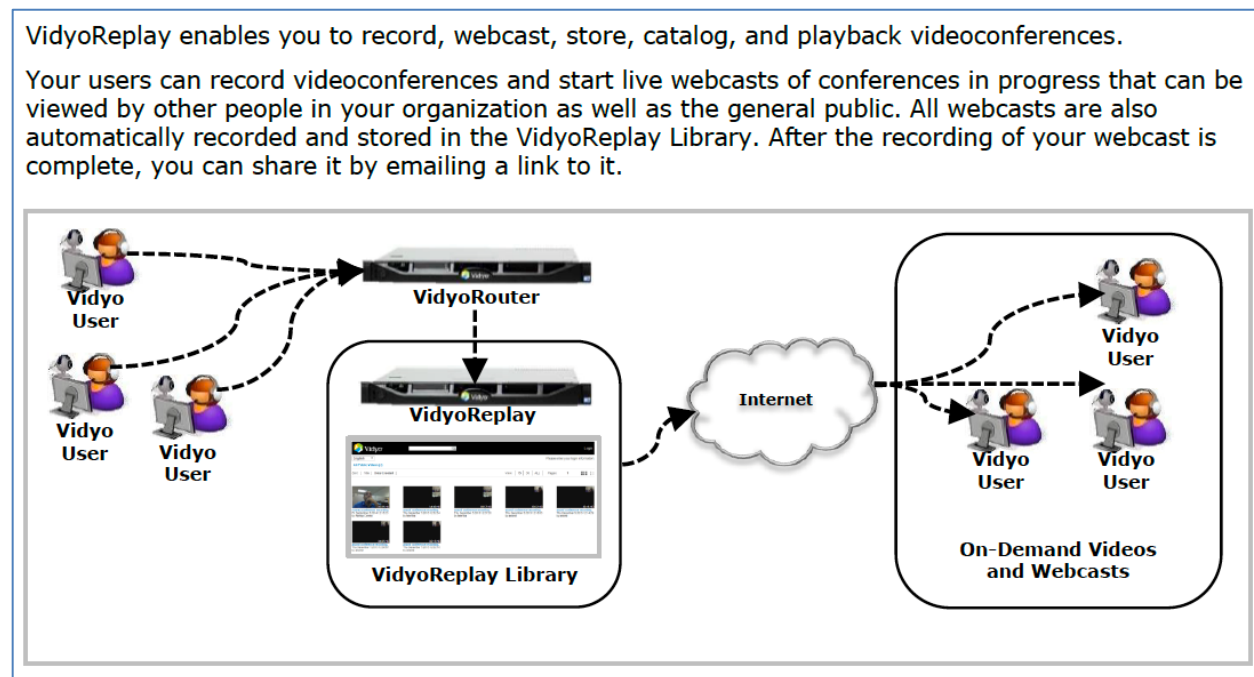 VidyoReplay enables you to record, webcast, store, catalog, and playback videoconferences.
Your users can record videoconferences and start live webcasts of conferences in progress that can be
viewed by other people in your organization as well as the general public. All webcasts are also
automatically recorded and stored in the VidyoReplay Library. After the recording of your webcast is
complete, you can share it by emailing a link to it.
Vidyo
User
Vidyo
VidyoRouter
Vidyo
User
Vidyo
User
Vidyo
VidyoReplay
Vidyo
VidyoReplay Library
Internet
Vidyo
User
Vidyo
User
Vidyo
User
On-Demand Videos
and Webcasts